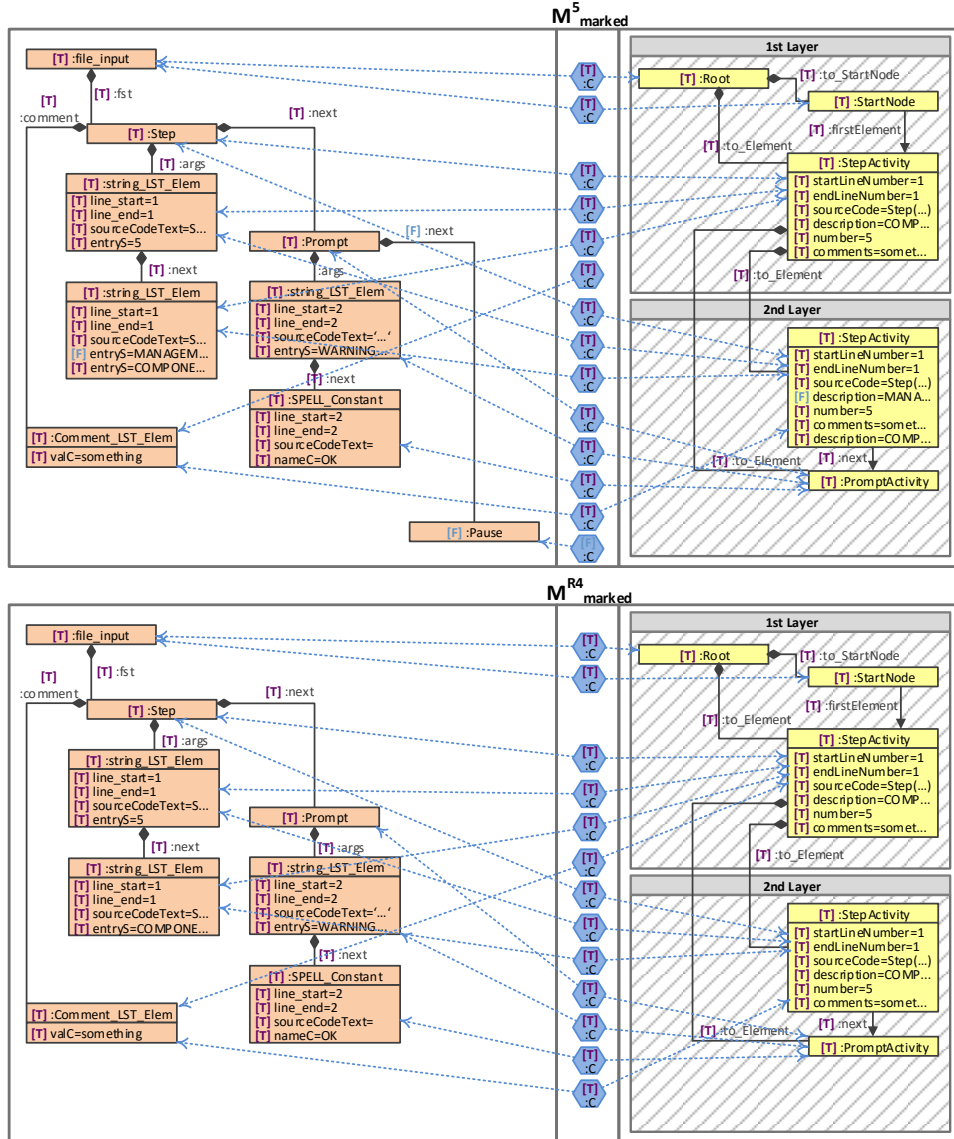 M5marked
1st Layer
[T] :file_input
[T] :C
[T] :Root
[T] :to_StartNode
[T] :fst
[T] :C
[T] :StartNode
[T] :comment
[T] :next
[T] :firstElement
[T] :Step
[T] :to_Element
[T] :args
[T] :C
[T] :StepActivity
[T] startLineNumber=1
[T] endLineNumber=1
[T] sourceCode=Step(...)
[T] description=COMP...
[T] number=5
[T] comments=somet...
[T] :string_LST_Elem
[T] line_start=1
[T] line_end=1
[T] sourceCodeText=S...
[T] entryS=5
[T] :C
[T] :C
[F] :next
[T] :Prompt
:args
[T] :next
[T] :C
[T] :to_Element
[T] :string_LST_Elem
[T] line_start=1
[T] line_end=1
[T] sourceCodeText=S...
[F] entryS=MANAGEM...
[T] entryS=COMPONE...
[T] :string_LST_Elem
[T] line_start=2
[T] line_end=2
[T] sourceCodeText=‘...‘
[T] entryS=WARNING...
[T] :C
[T] :C
2nd Layer
[T] :StepActivity
[T] startLineNumber=1
[T] endLineNumber=1
[T] sourceCode=Step(...)
[F] description=MANA...
[T] number=5
[T] comments=somet...
[T] description=COMP...
[T] :next
[T] :SPELL_Constant
[T] line_start=2
[T] line_end=2
[T] sourceCodeText=
[T] nameC=OK
[T] :C
[T] :C
[T] :Comment_LST_Elem
[T] valC=something
[T] :C
[T] :to_Element
[T] :next
[T] :PromptActivity
[T] :C
[F] :Pause
[F] :C
MR4marked
1st Layer
[T] :file_input
[T] :C
[T] :Root
[T] :to_StartNode
[T] :fst
[T] :C
[T] :StartNode
[T] :comment
[T] :next
[T] :firstElement
[T] :Step
[T] :to_Element
[T] :args
[T] :C
[T] :StepActivity
[T] startLineNumber=1
[T] endLineNumber=1
[T] sourceCode=Step(...)
[T] description=COMP...
[T] number=5
[T] comments=somet...
[T] :string_LST_Elem
[T] line_start=1
[T] line_end=1
[T] sourceCodeText=S...
[T] entryS=5
[T] :C
[T] :Prompt
[T] :args
[T] :next
[T] :C
[T] :C
[T] :to_Element
[T] :string_LST_Elem
[T] line_start=1
[T] line_end=1
[T] sourceCodeText=S...
[T] entryS=COMPONE...
[T] :string_LST_Elem
[T] line_start=2
[T] line_end=2
[T] sourceCodeText=‘...‘
[T] entryS=WARNING...
[T] :C
[T] :C
[T] :C
2nd Layer
[T] :StepActivity
[T] startLineNumber=1
[T] endLineNumber=1
[T] sourceCode=Step(...)
[T] description=COMP...
[T] number=5
[T] comments=somet...
[T] :next
[T] :SPELL_Constant
[T] line_start=2
[T] line_end=2
[T] sourceCodeText=
[T] nameC=OK
[T] :C
[T] :C
[T] :Comment_LST_Elem
[T] valC=something
[T] :to_Element
[T] :next
[T] :PromptActivity
[T] :C
[T] :C